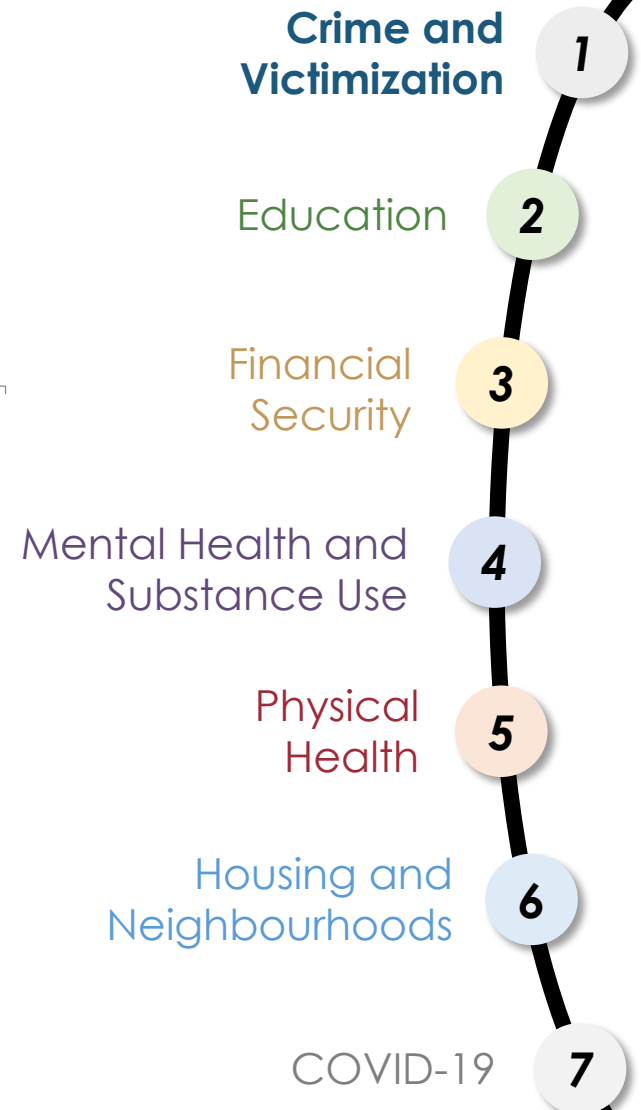 Crime and
Victimization
1
Education
2
Financial
Security
3
Mental Health and
Substance Use
4
Physical
Health
5
Housing and
Neighbourhoods
6
COVID-19
7